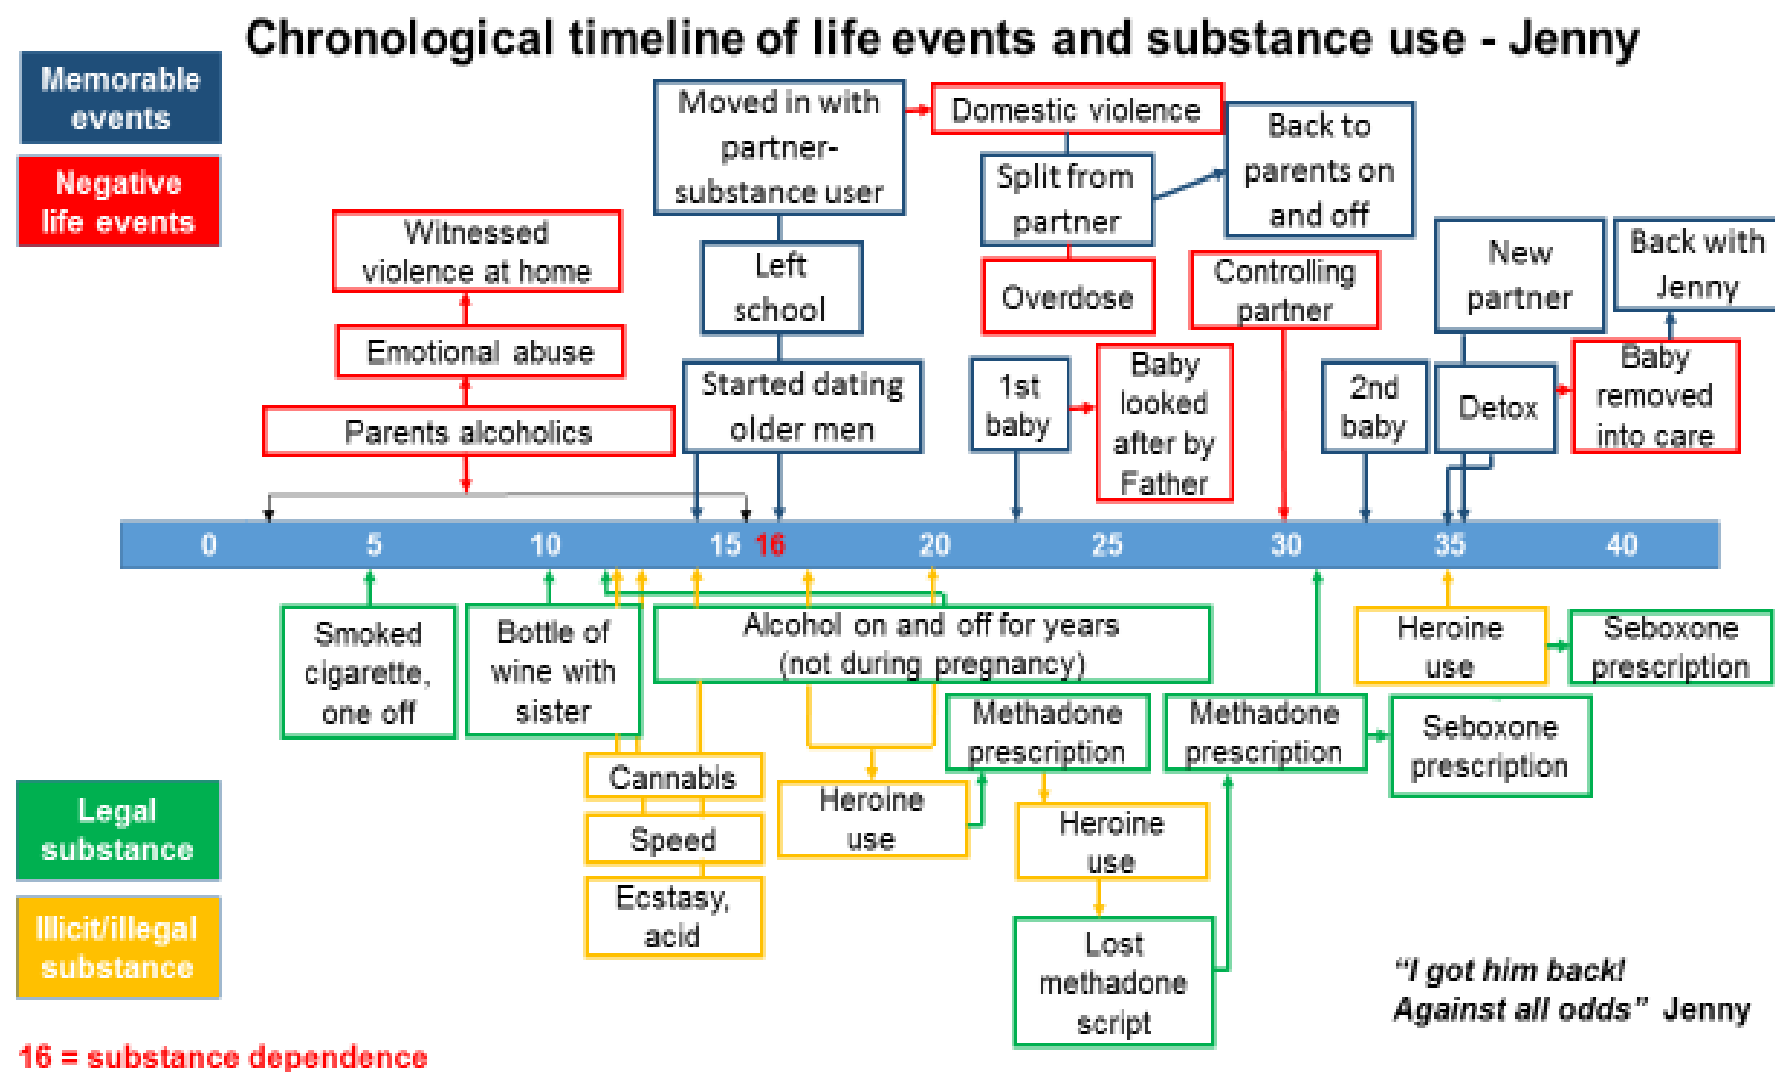 Chronological timeline of life events and substance use - Jenny
Memorable
events
Negative
life events
Moved in with
partner-
substance user
Domestic violence
Split from
partner
Back to
parents on
and off
Witnessed
violence at home
Left
school
Overdose
Controlling
partner
New
partner
Back with
Jenny
Emotional abuse
Started dating
older men
1st
baby
Baby
looked
after by
Father
2nd
baby
Detox
Baby
removed
into care
Parents alcoholics
0 5 10 15 16 20 25 30 35 40
Smoked
cigarette,
one off
Bottle of
wine with
sister
Alcohol on and off for years
(not during pregnancy)
Heroine
use
Seboxone
prescription
Methadone
prescription
Methadone
prescription
Seboxone
prescription
Cannabis
Speed
Ecstasy,
acid
Heroine
use
Heroine
use
Lost
methadone
script
Legal
substance
Illicit/illegal
substance
“I got him back!
Against all odds” Jenny
16 = substance dependence